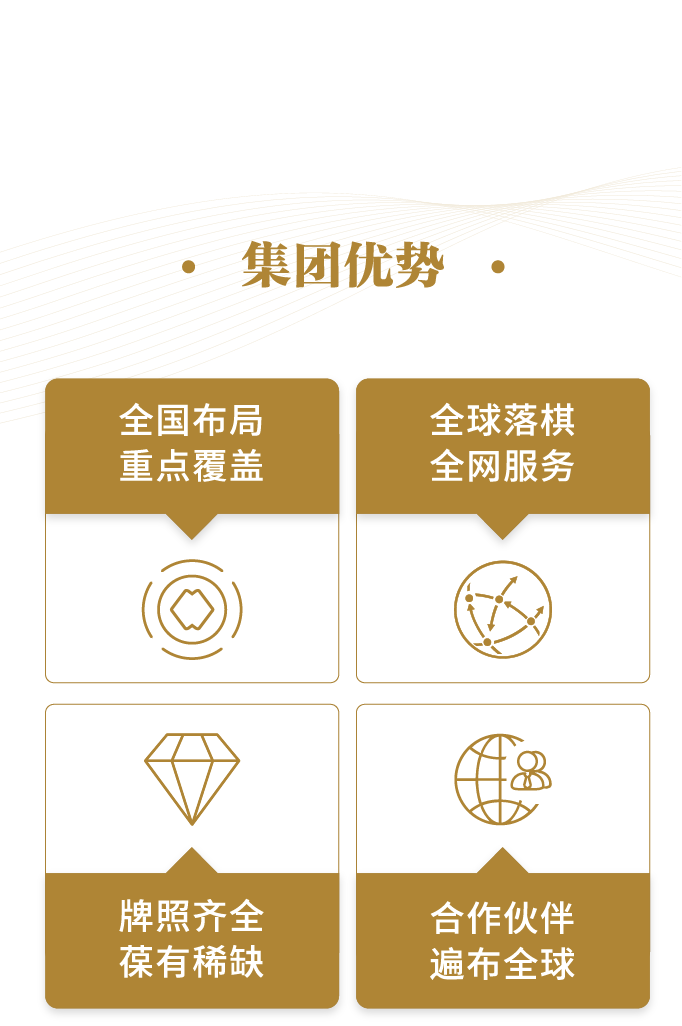 • 集团优势 •
全国布局
重点覆盖
全球落棋
全网服务
牌照齐全
葆有稀缺
合作伙伴
遍布全球